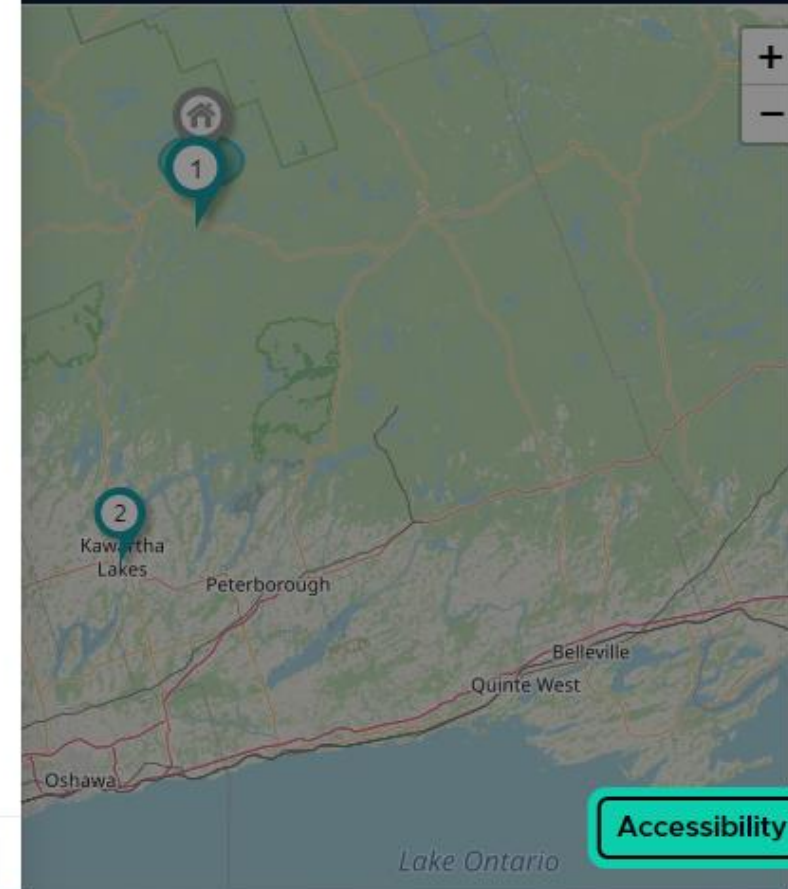 +
1
−
2
Kawartha
Lakes
Peterborough
Belleville
Quinte West
Oshawa
Accessibility
Lake Ontario